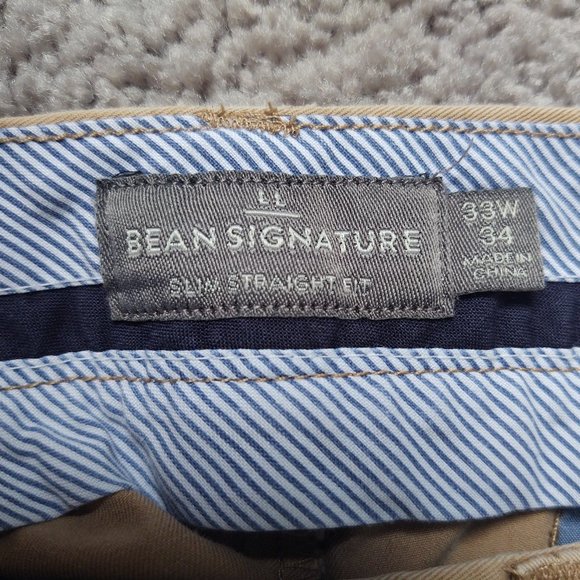 LL
BEAN SIGNATURE
SLIM STRAIGHT FIT
33W
34
MADE IN
CHINA